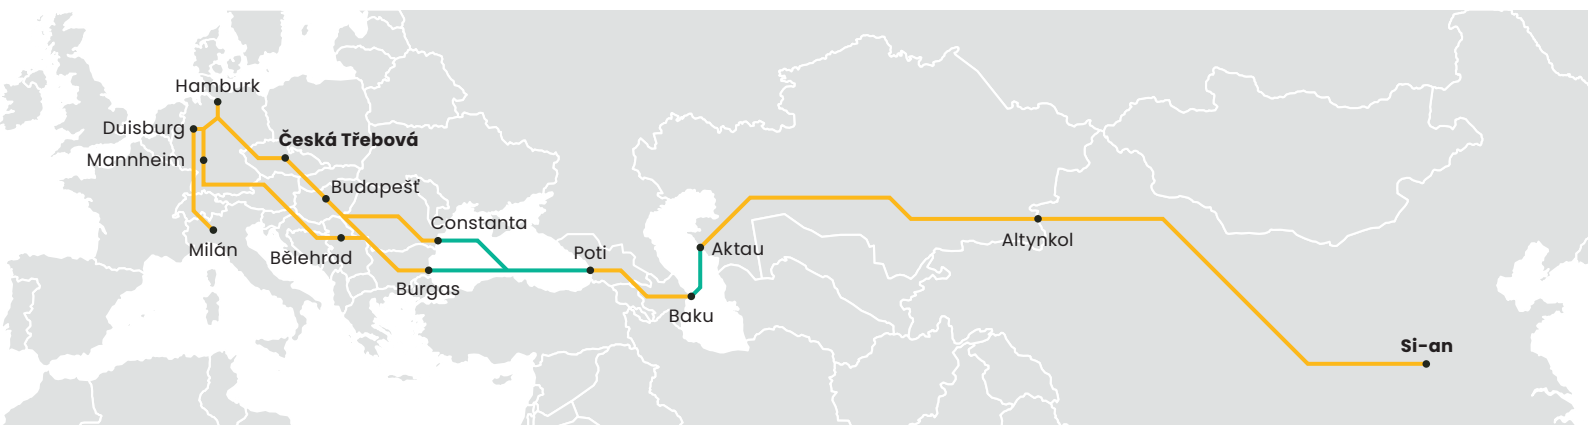 Hamburk
Duisburg
Česká Třebová
Mannheim
Budapešť
Constanta
Milán
Bělehrad
Poti
Aktau
Altynkol
Burgas
Baku
Si-an